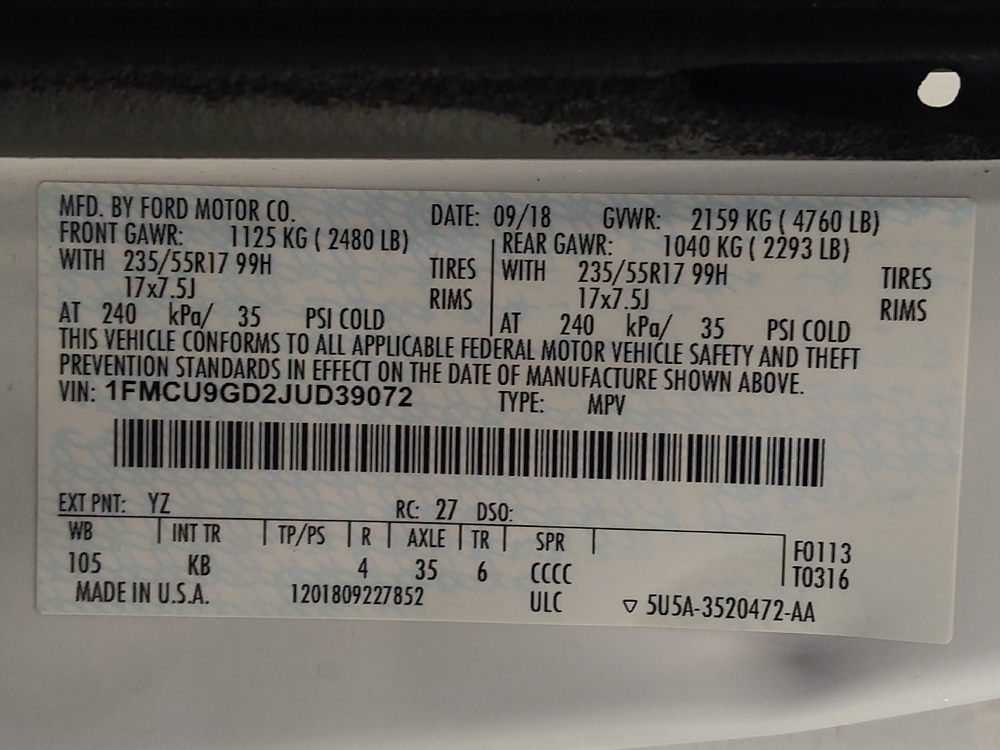 MFD. BY FORD MOTOR CO. DATE: 09/18 GVWR: 2159 KG ( 4760 LB)
FRONT GAWR: 1125 KG ( 2480 LB) REAR GAWR: 1040 KG ( 2293 LB)
WITH 235/55R17 99H TIRES WITH 235/55R17 99H TIRES
17x7.5J RIMS 17x7.5J RIMS
AT 240 kPa/ 35 PSI COLD AT 240 kPa/ 35 PSI COLD
THIS VEHICLE CONFORMS TO ALL APPLICABLE FEDERAL MOTOR VEHICLE SAFETY AND THEFT
PREVENTION STANDARDS IN EFFECT ON THE DATE OF MANUFACTURE SHOWN ABOVE.
VIN: 1FMCU9GD2JUD39072 TYPE: MPV
EXT PNT: YZ RC: 27 DSO:
WB INT TR TP/PS R AXLE TR SPR F0113
105 KB 4 35 6 CCCC T0316
MADE IN U.S.A. 1201809227852 ULC ▽ 5U5A-3520472-AA